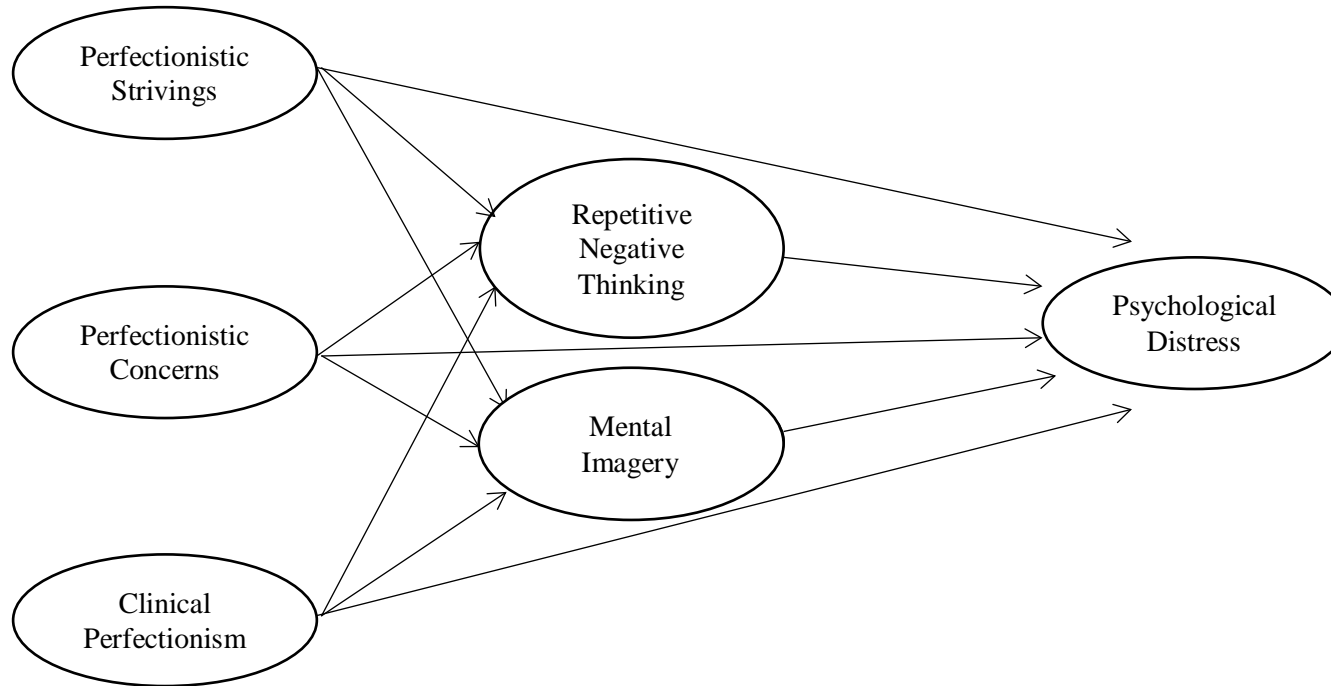 Perfectionistic
Strivings
Repetitive
Negative
Thinking
Perfectionistic
Concerns
Psychological
Distress
Mental
Imagery
Clinical
Perfectionism